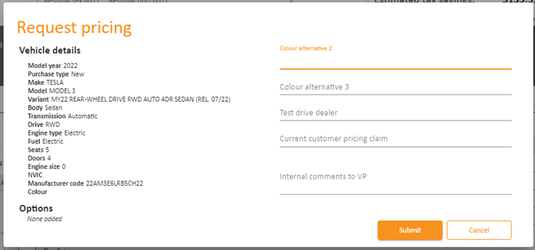 Request pricing
Vehicle details
Model year 2022
Purchase type New
Make TESLA
Model MODEL 3
Variant MY22 REAR-WHEEL DRIVE RWD AUTO 4DR SEDAN (REL. 07/22)
Body Sedan
Transmission Automatic
Drive RWD
Engine type Electric
Fuel Electric
Seats 5
Doors 4
Engine size 0
NVIC
Manufacturer code 22AM3E6LRB5CH22
Colour
Options
None added
Colour alternative 2
Colour alternative 3
Test drive dealer
Current customer pricing claim
Internal comments to VP
Submit
Cancel